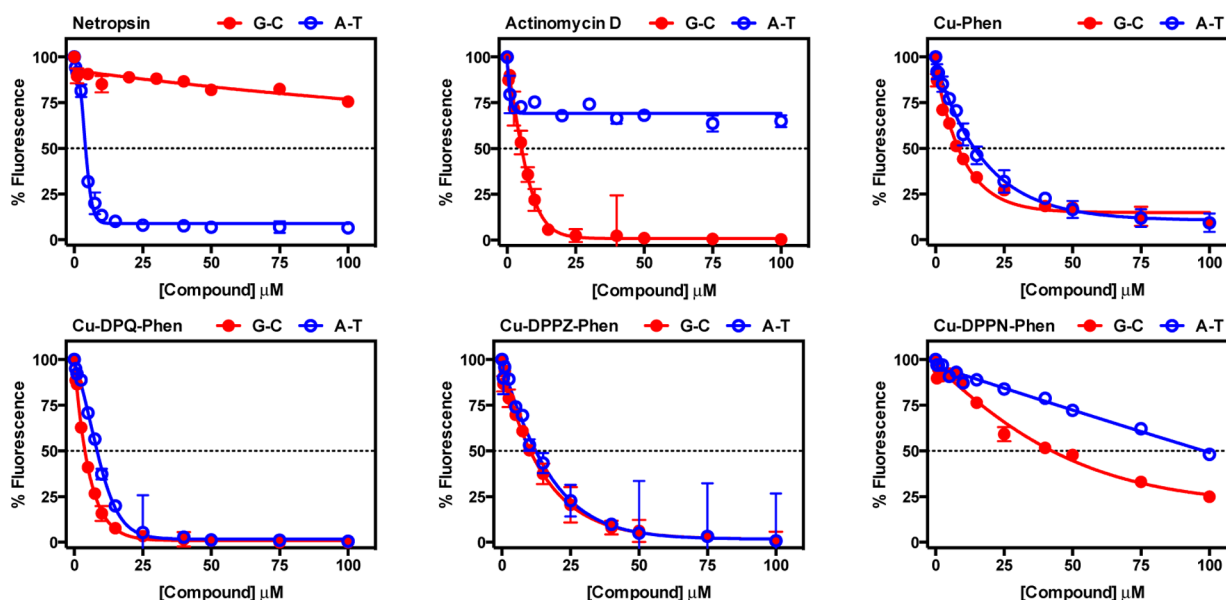 Netropsin G-C A-T
100
75
50
25
0
% Fluorescence
0 25 50 75 100
[Compound] μM
Actinomycin D G-C A-T
100
75
50
25
0
% Fluorescence
0 25 50 75 100
[Compound] μM
Cu-Phen G-C A-T
100
75
50
25
0
% Fluorescence
0 25 50 75 100
[Compound] μM
Cu-DPQ-Phen G-C A-T
100
75
50
25
0
% Fluorescence
0 25 50 75 100
[Compound] μM
Cu-DPPZ-Phen G-C A-T
100
75
50
25
0
% Fluorescence
0 25 50 75 100
[Compound] μM
Cu-DPPN-Phen G-C A-T
100
75
50
25
0
% Fluorescence
0 25 50 75 100
[Compound] μM